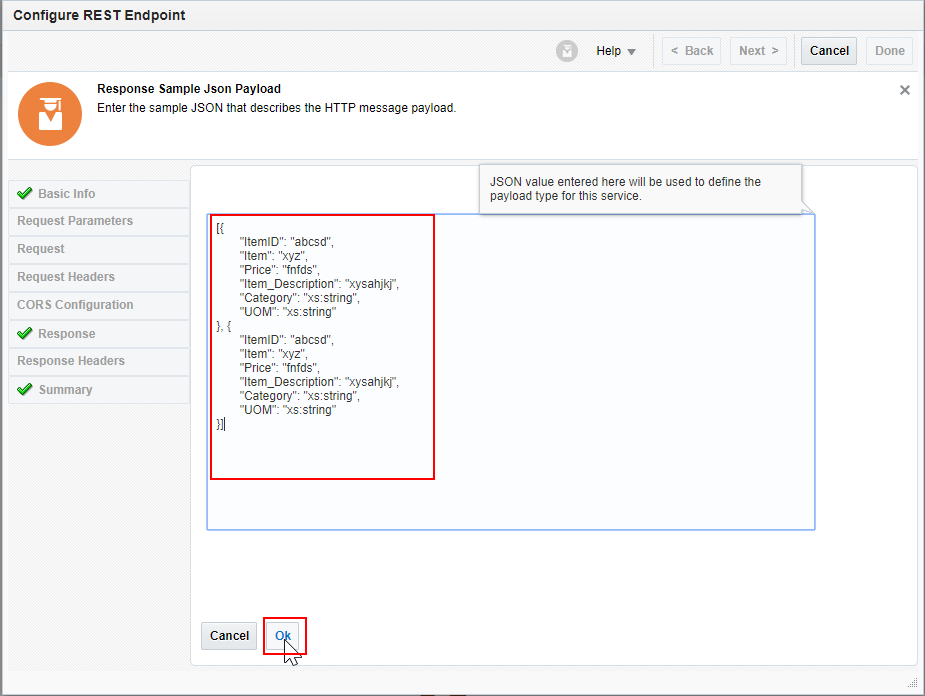 Configure REST Endpoint
Help
< Back
Next >
Cancel
Done
Response Sample Json Payload
Enter the sample JSON that describes the HTTP message payload.
Basic Info
Request Parameters
Request
Request Headers
CORS Configuration
Response
Response Headers
Summary
JSON value entered here will be used to define the
payload type for this service.
[{
"ItemID": "abcsd",
"Item": "xyz",
"Price": "fnfds",
"Item_Description": "xysahjkj",
"Category": "xs:string",
"UOM": "xs:string"
}, {
"ItemID": "abcsd",
"Item": "xyz",
"Price": "fnfds",
"Item_Description": "xysahjkj",
"Category": "xs:string",
"UOM": "xs:string"
}]
Cancel
Ok